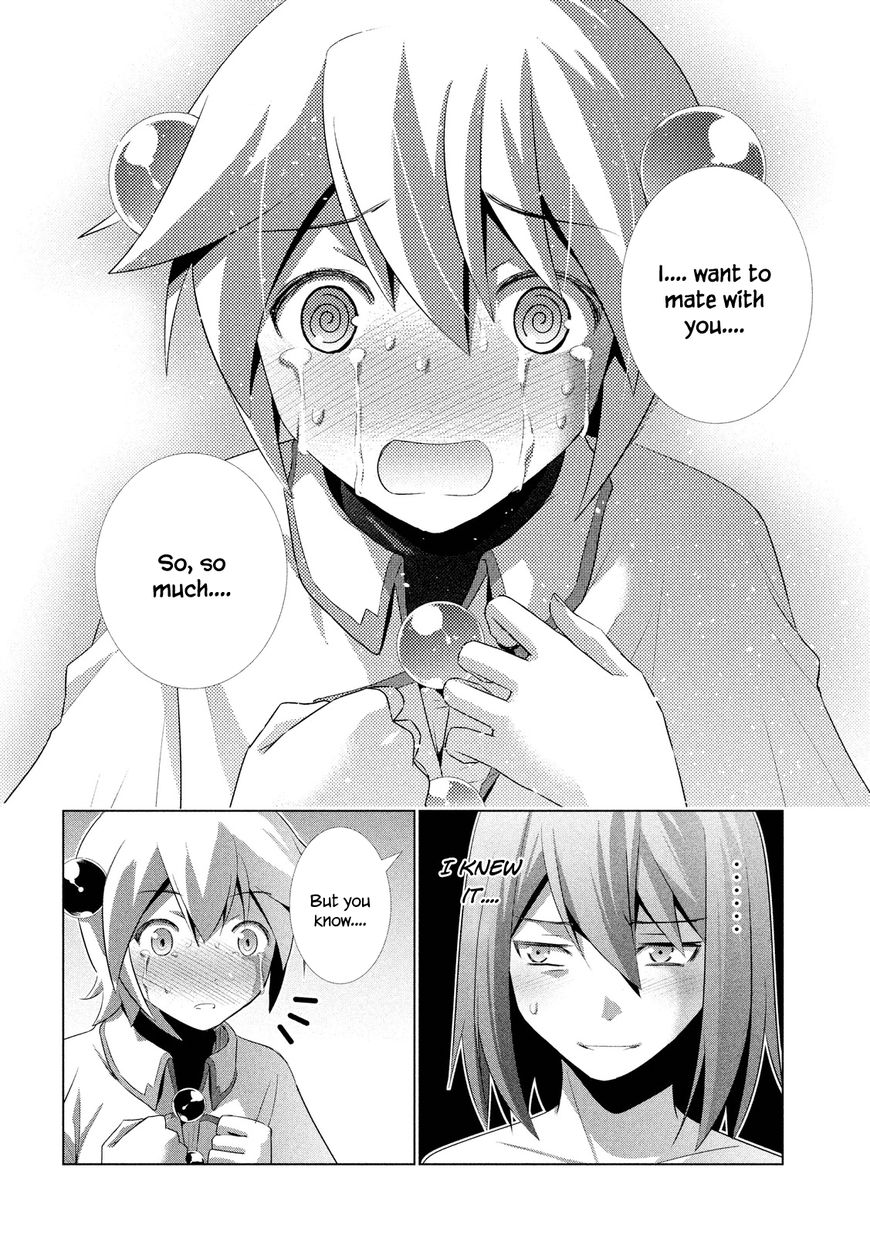 I.... want to
mate with
you....
So, so
much....
I KNEW
IT....
......
But you
know....